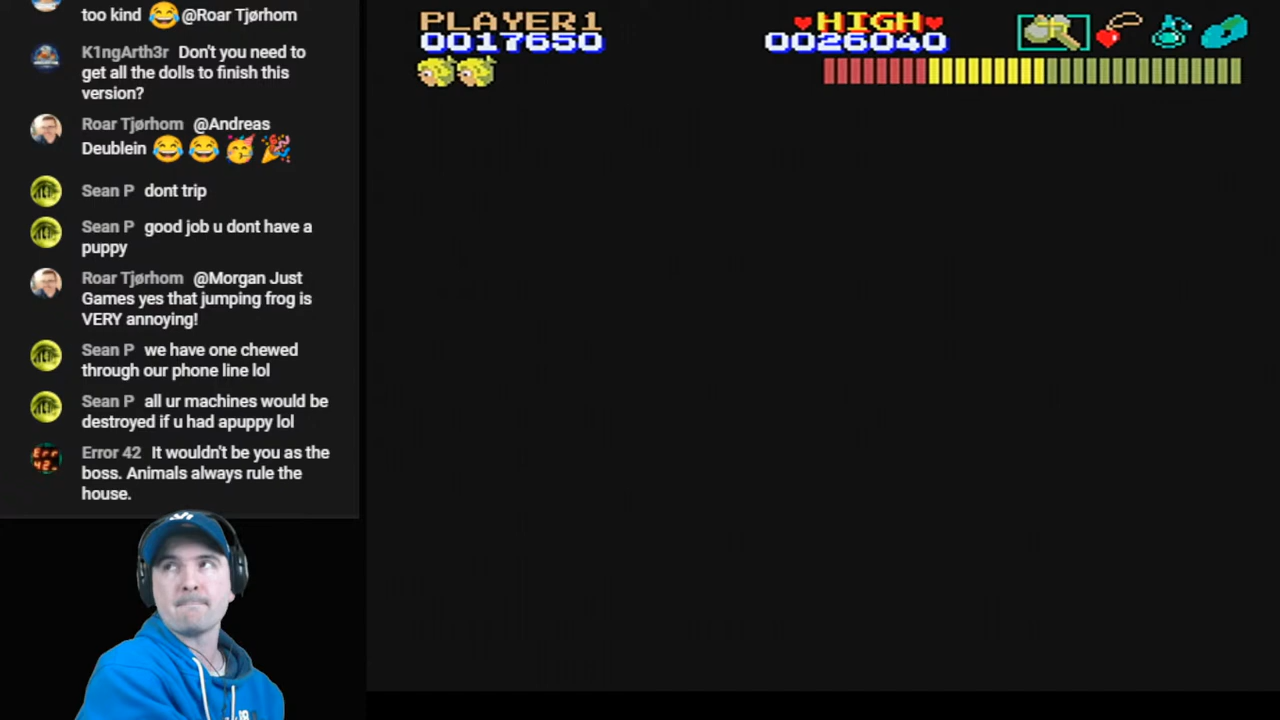 too kind 😂 @Roar Tjørhom
K1ngArth3r Don't you need to
get all the dolls to finish this
version?
Roar Tjørhom @Andreas
Deublein 😂 😂 🥳 🎉
Sean P dont trip
Sean P good job u dont have a
puppy
Roar Tjørhom @Morgan Just
Games yes that jumping frog is
VERY annoying!
Sean P we have one chewed
through our phone line lol
Sean P all ur machines would be
destroyed if u had apuppy lol
Error 42 It wouldn't be you as the
boss. Animals always rule the
house.
PLAYER1
0017650
HIGH
0026040